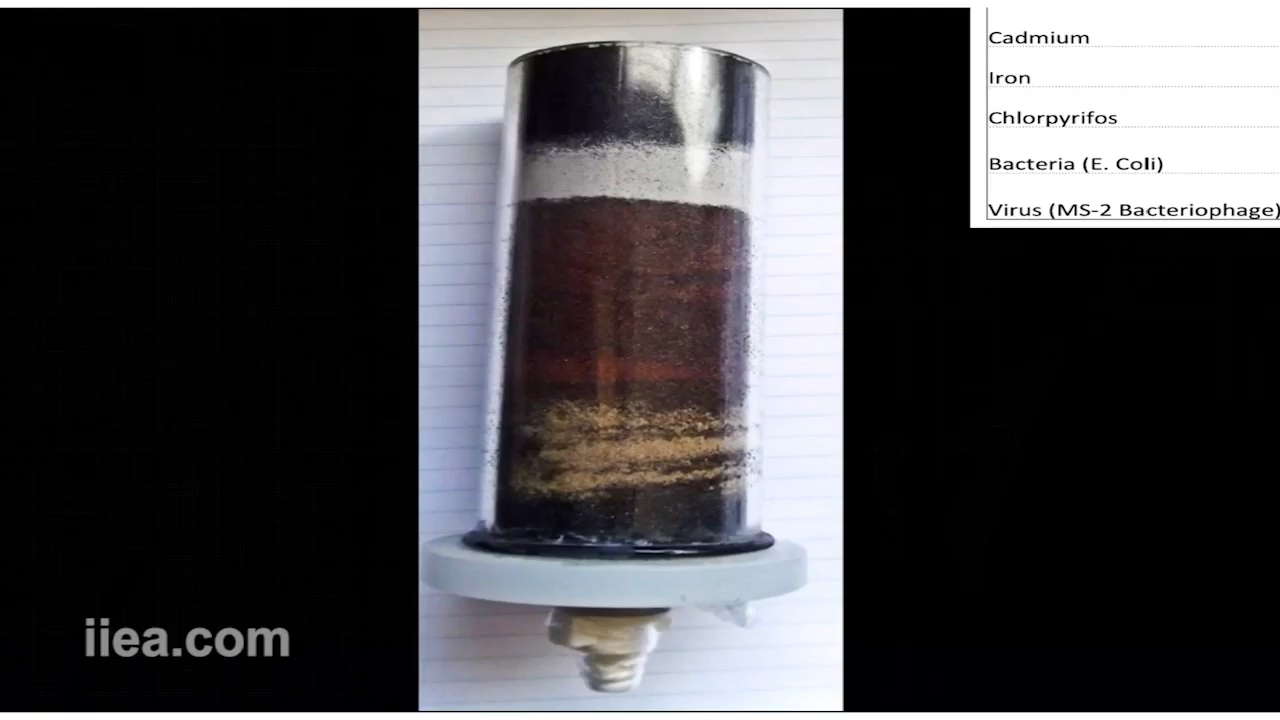 Cadmium
Iron
Chlorpyrifos
Bacteria (E. Coli)
Virus (MS-2 Bacteriophage)
iiea.com